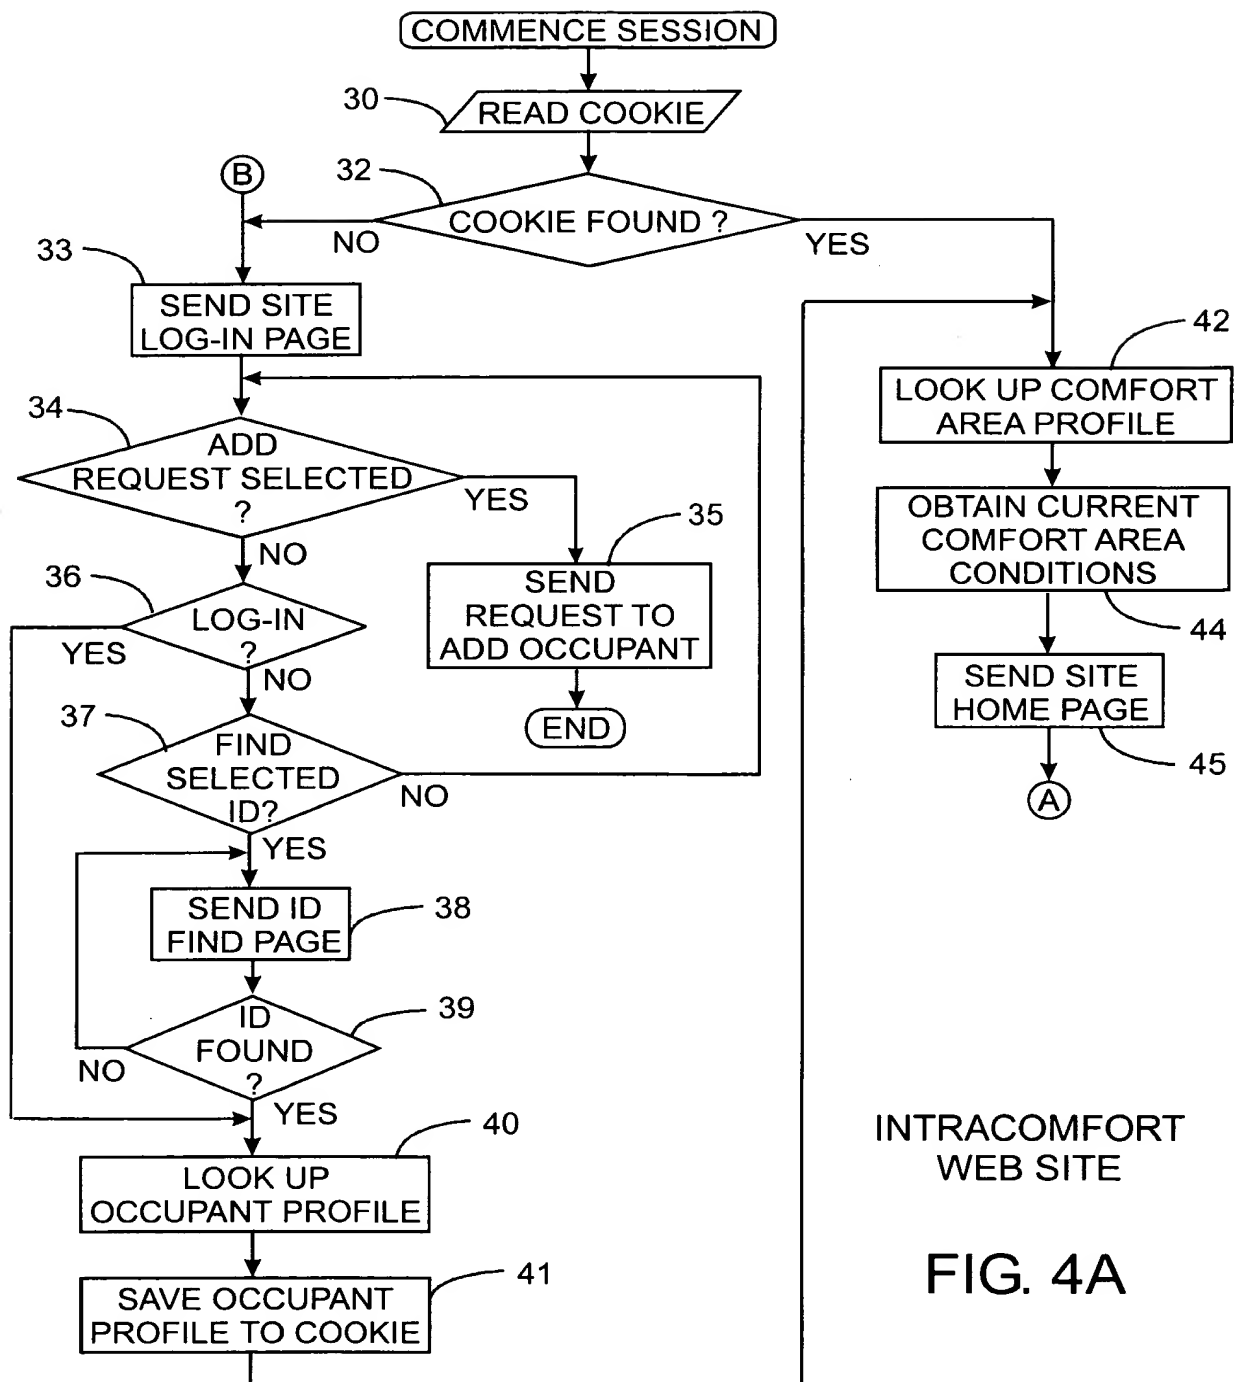 COMMENCE SESSION
30
READ COOKIE
B
32
COOKIE FOUND ?
NO
YES
33
SEND SITE
LOG-IN PAGE
42
LOOK UP COMFORT
AREA PROFILE
34
ADD
REQUEST SELECTED
?
YES
NO
35
SEND
REQUEST TO
ADD OCCUPANT
END
OBTAIN CURRENT
COMFORT AREA
CONDITIONS
44
36
LOG-IN
?
YES
NO
SEND SITE
HOME PAGE
45
A
37
FIND
SELECTED
ID?
NO
YES
SEND ID
FIND PAGE
38
ID
FOUND
?
39
NO
YES
40
LOOK UP
OCCUPANT PROFILE
41
SAVE OCCUPANT
PROFILE TO COOKIE
INTRACOMFORT
WEB SITE
FIG. 4A